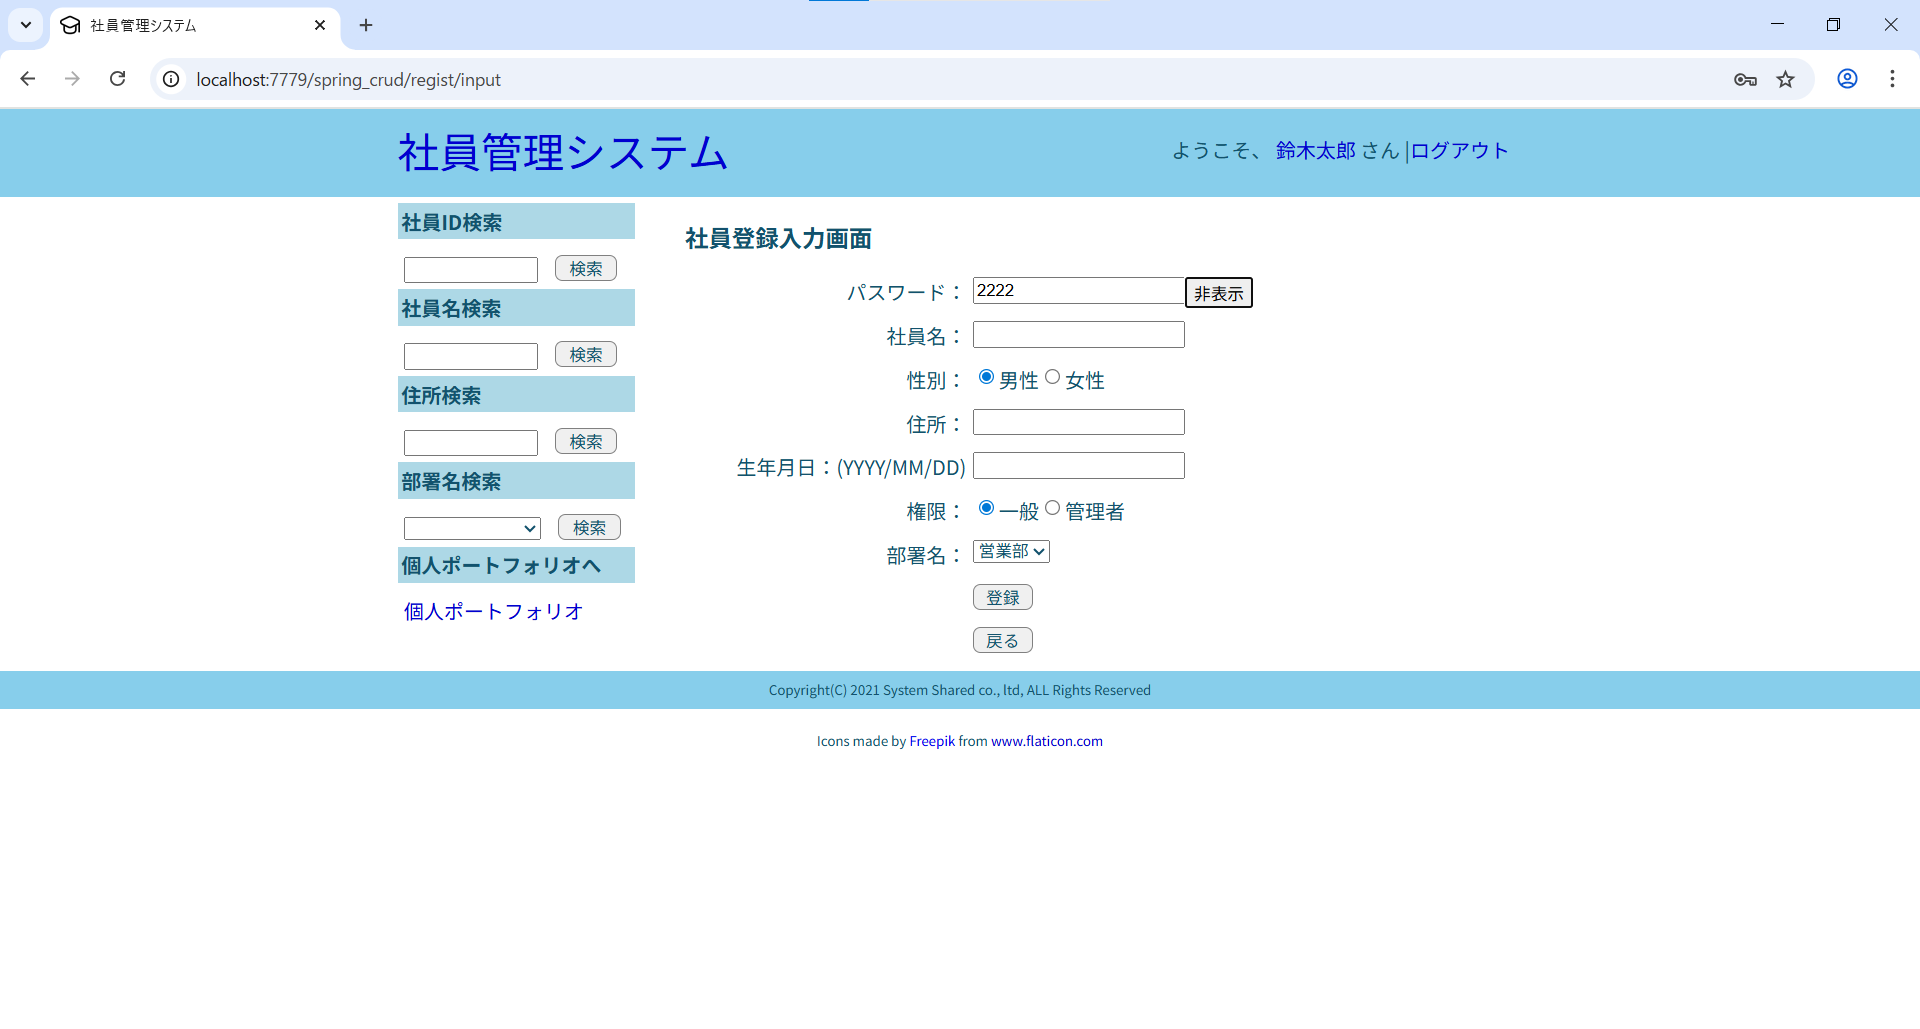 社員管理システム
localhost:7779/spring_crud/regist/input
社員管理システム
ようこそ、 鈴木太郎 さん |ログアウト
社員ID検索
検索
社員名検索
検索
住所検索
検索
部署名検索
検索
個人ポートフォリオへ
個人ポートフォリオ
社員登録入力画面
パスワード： 2222 非表示
社員名：
性別： 男性 女性
住所：
生年月日：(YYYY/MM/DD)
権限： 一般 管理者
部署名： 営業部
登録
戻る
Copyright(C) 2021 System Shared co., ltd, ALL Rights Reserved
Icons made by Freepik from www.flaticon.com